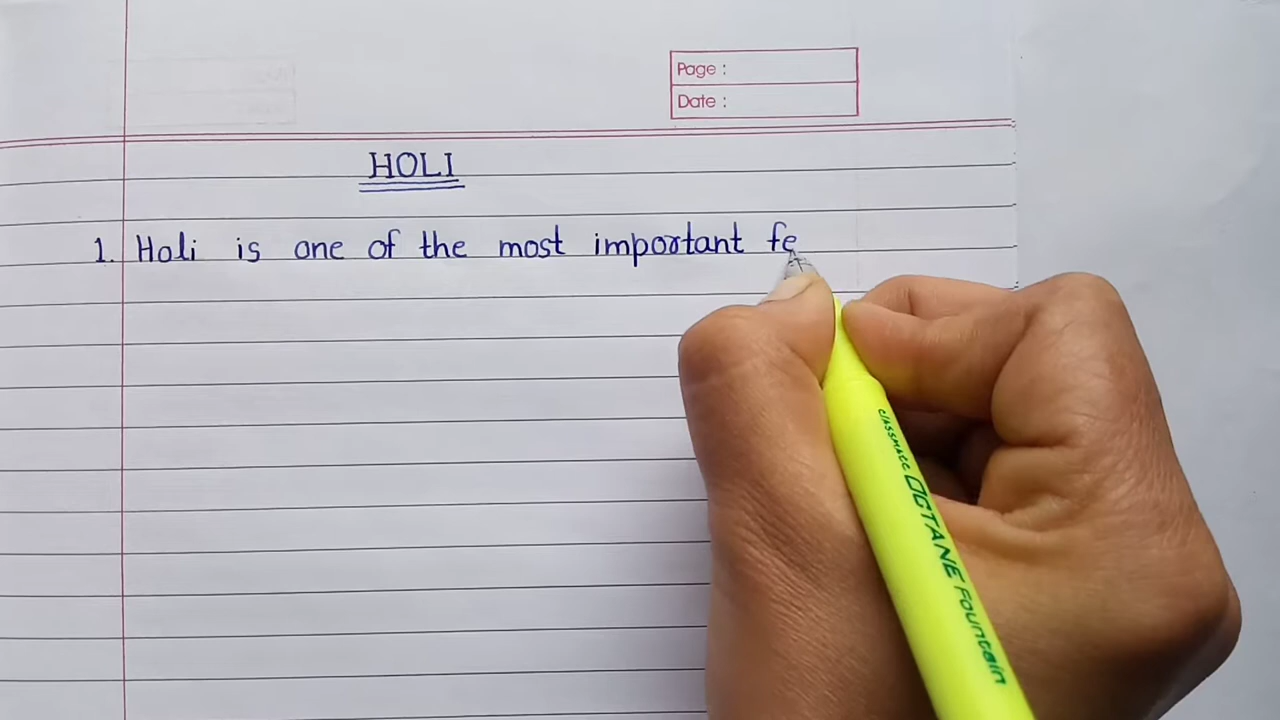 Page :
Date :
HOLI
1. Holi is one of the most important fe
classmate OCTANE Fountain